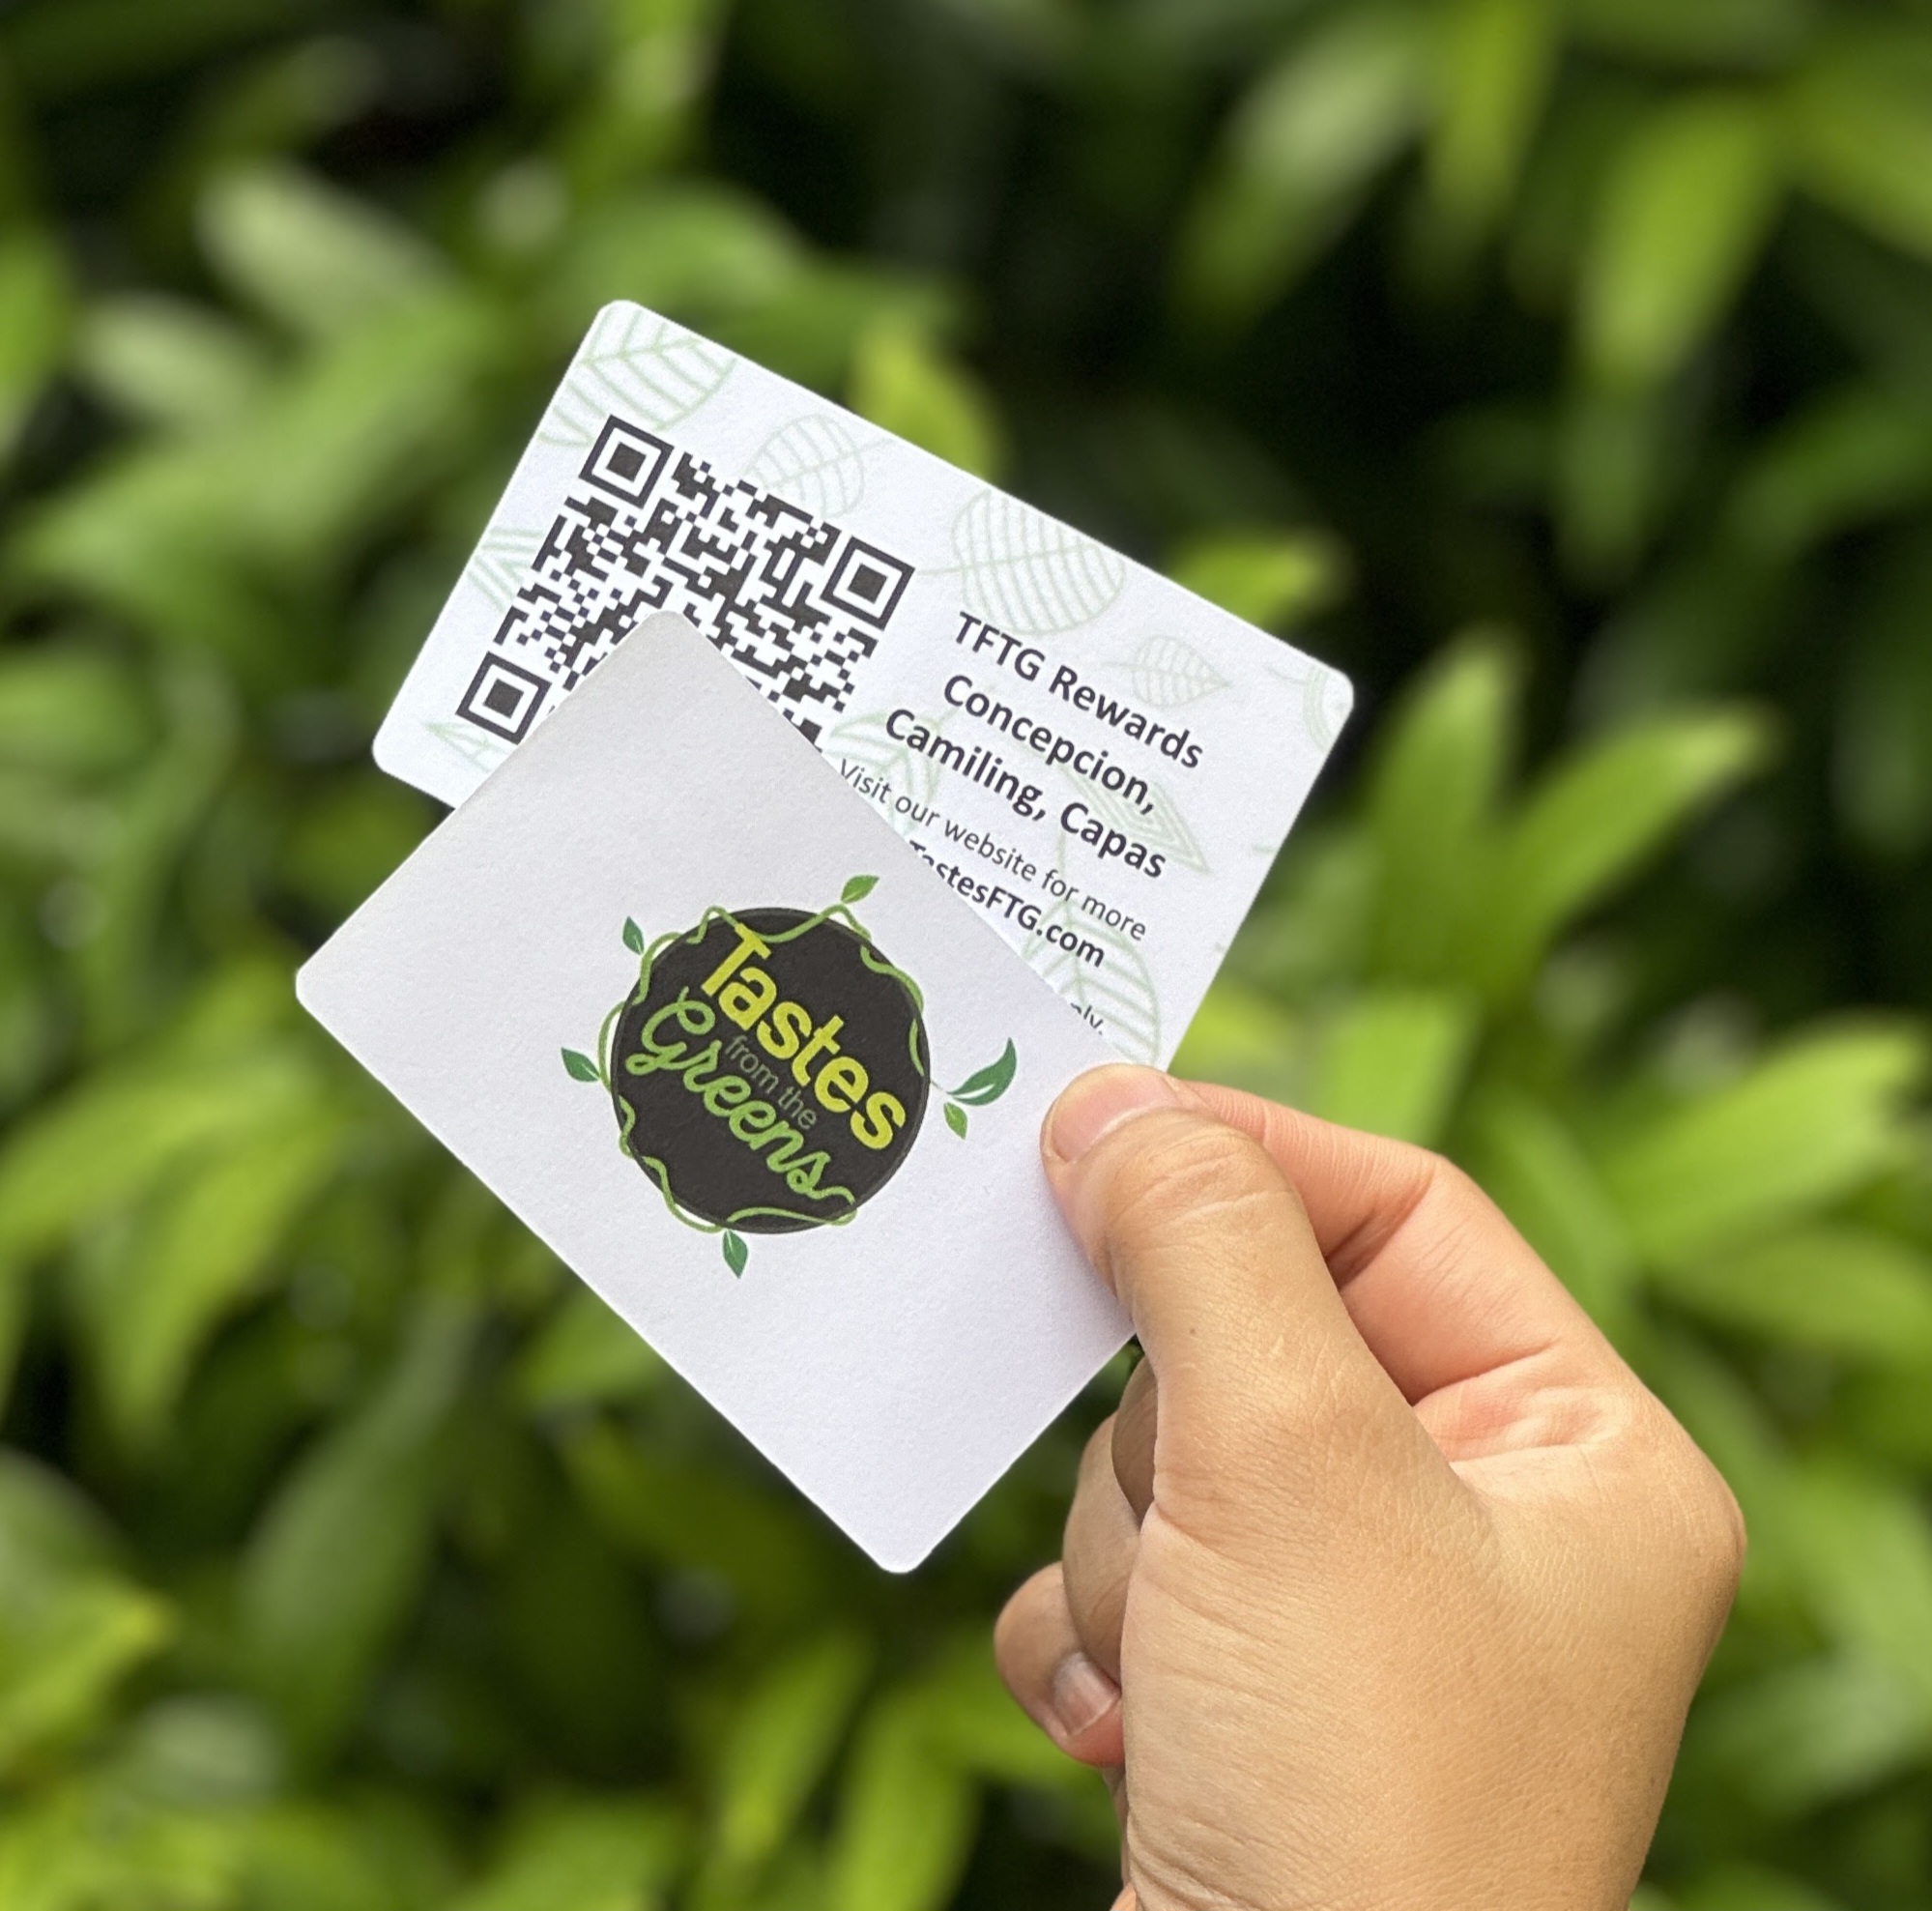 TFTG Rewards
Concepcion,
Camiling, Capas
Visit our website for more
TastesFTG.com
Tastes
from the
Greens